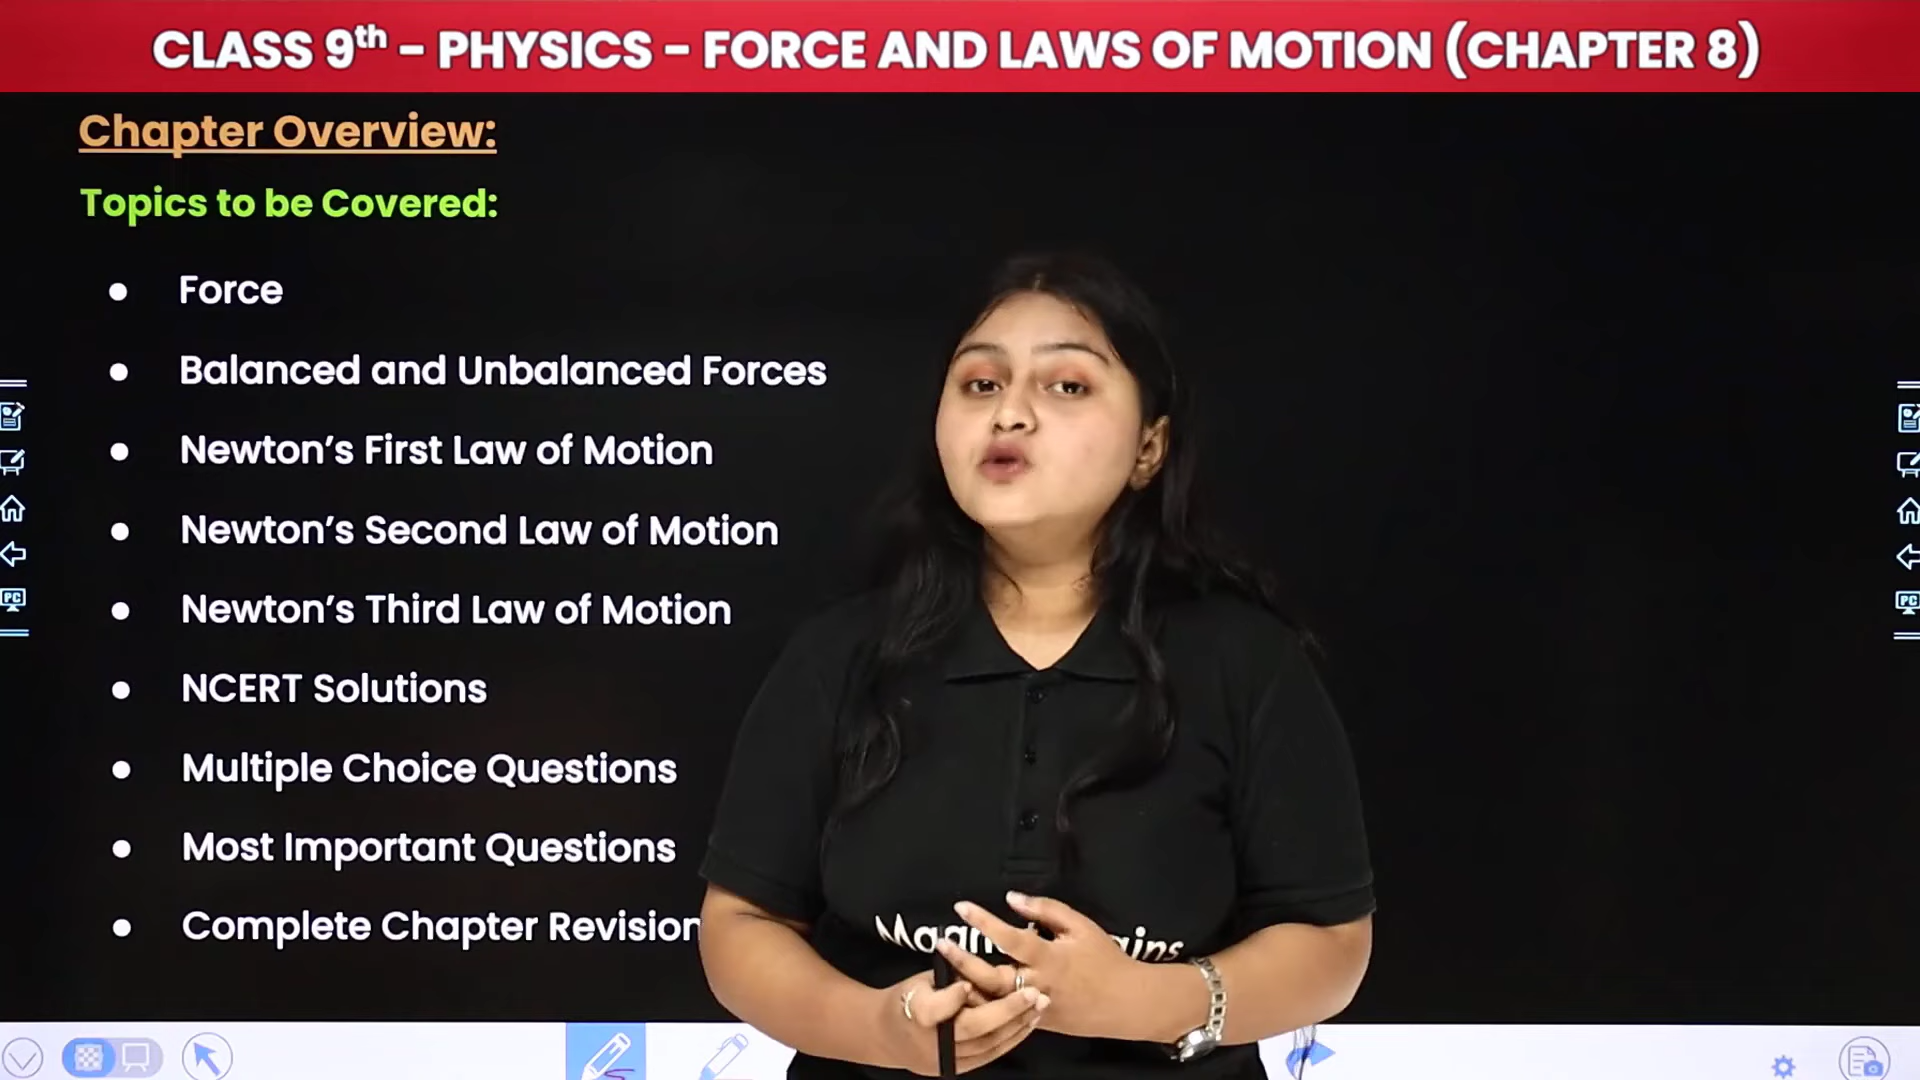 CLASS 9th - PHYSICS - FORCE AND LAWS OF MOTION (CHAPTER 8)
Chapter Overview:
Topics to be Covered:
● Force
● Balanced and Unbalanced Forces
● Newton’s First Law of Motion
● Newton’s Second Law of Motion
● Newton’s Third Law of Motion
● NCERT Solutions
● Multiple Choice Questions
● Most Important Questions
● Complete Chapter Revision
PC
PC